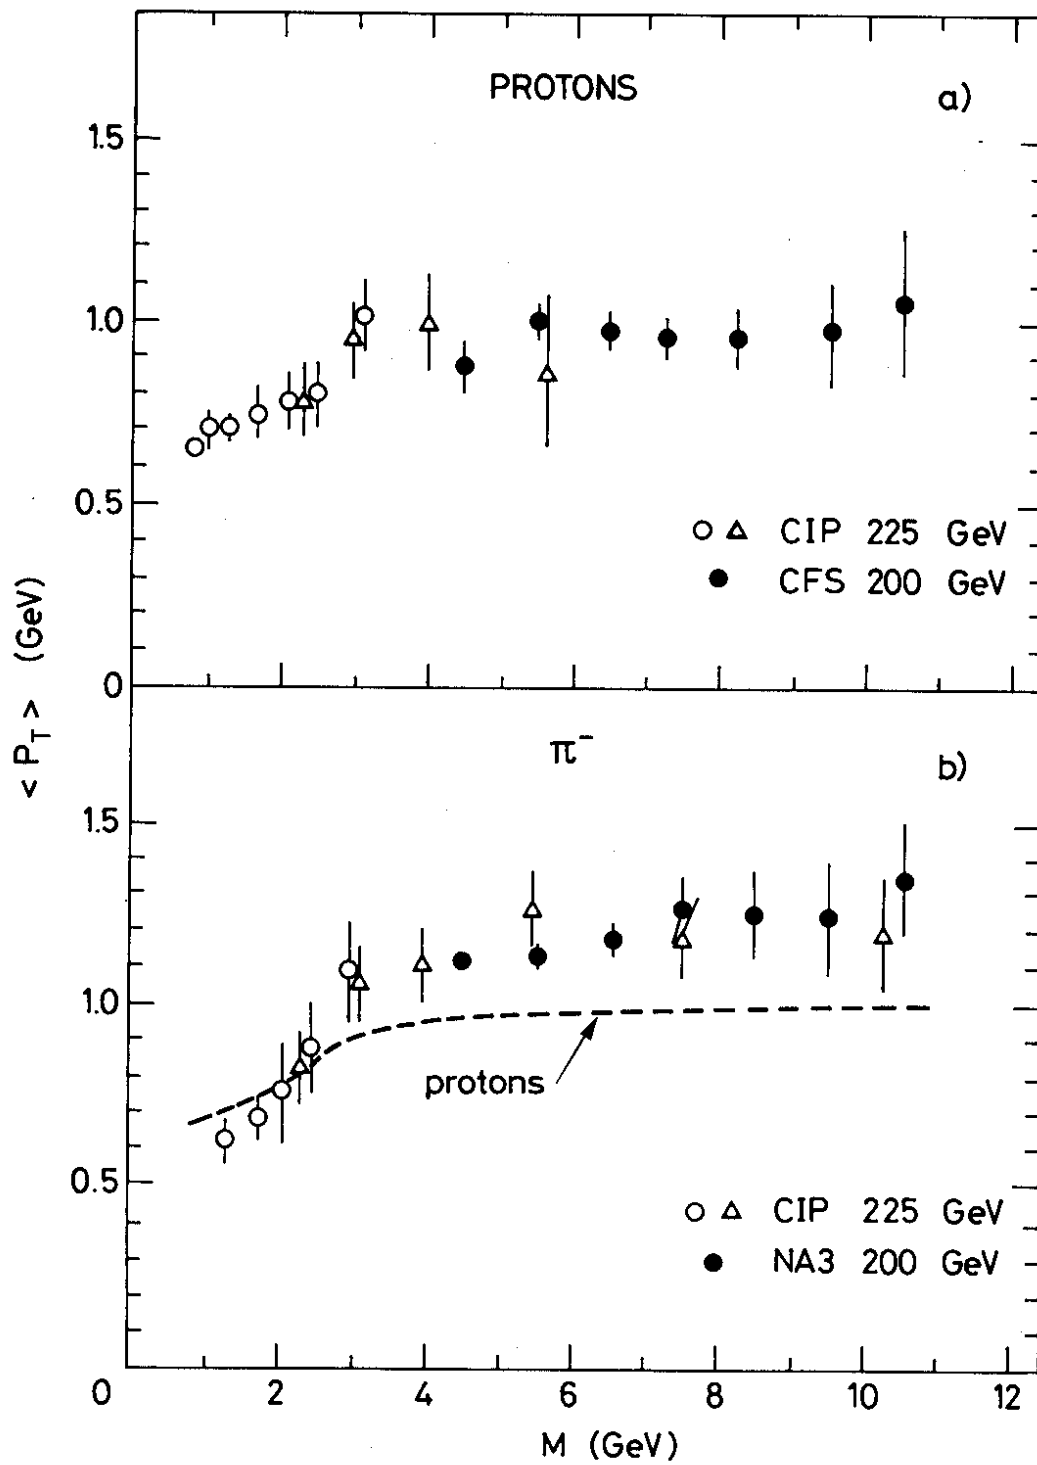 PROTONS
a)
1.5
1.0
0.5
0
○ △ CIP 225 GeV
● CFS 200 GeV
< P_T > (GeV)
π⁻
b)
1.5
1.0
protons
0.5
○ △ CIP 225 GeV
● NA3 200 GeV
0 2 4 6 8 10 12
M (GeV)